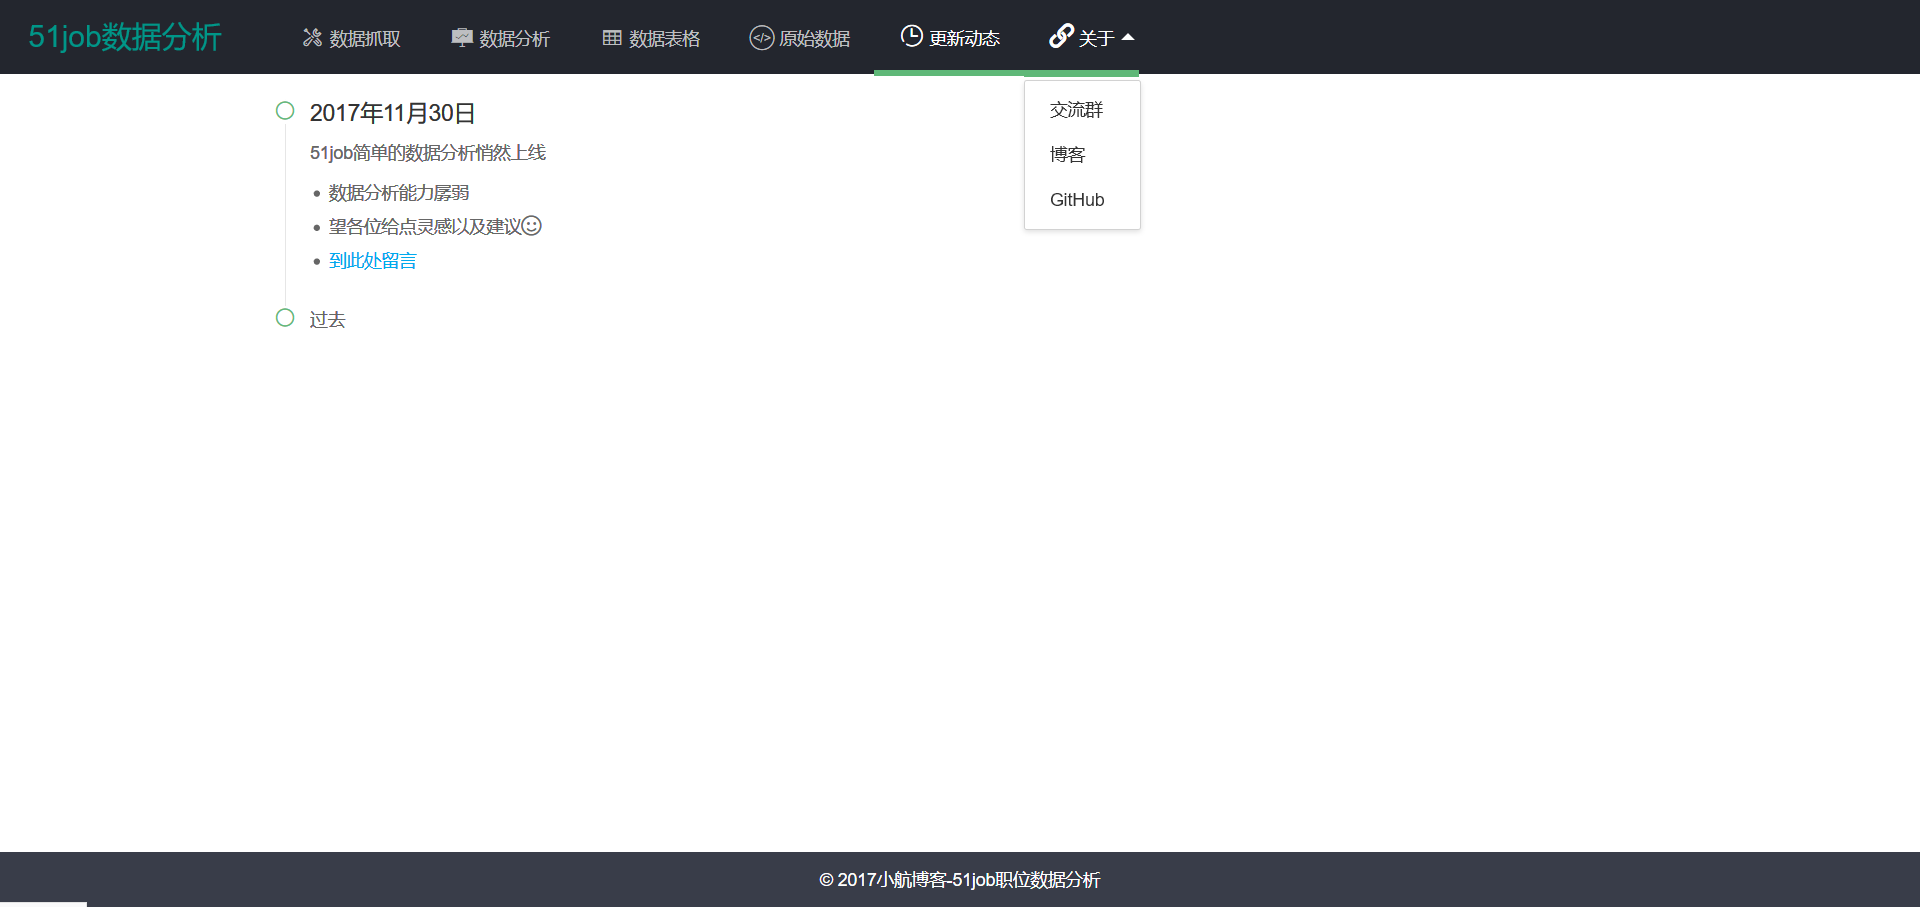 51job数据分析
数据抓取
数据分析
数据表格
原始数据
更新动态
关于
交流群
博客
GitHub
2017年11月30日
51job简单的数据分析悄然上线
数据分析能力孱弱
望各位给点灵感以及建议
到此处留言
过去
© 2017小航博客-51job职位数据分析